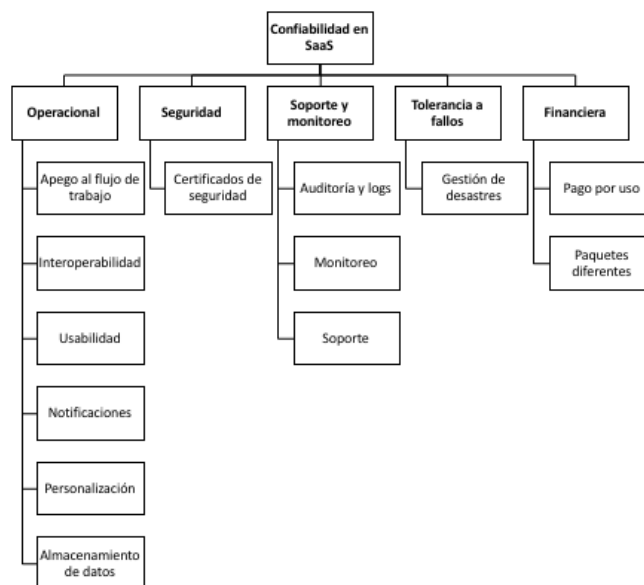 Confiabilidad en
SaaS
Operacional
Seguridad
Soporte y
monitoreo
Tolerancia a
fallos
Financiera
Apego al flujo de
trabajo
Interoperabilidad
Usabilidad
Notificaciones
Personalización
Almacenamiento
de datos
Certificados de
seguridad
Auditoría y logs
Monitoreo
Soporte
Gestión de
desastres
Pago por uso
Paquetes
diferentes